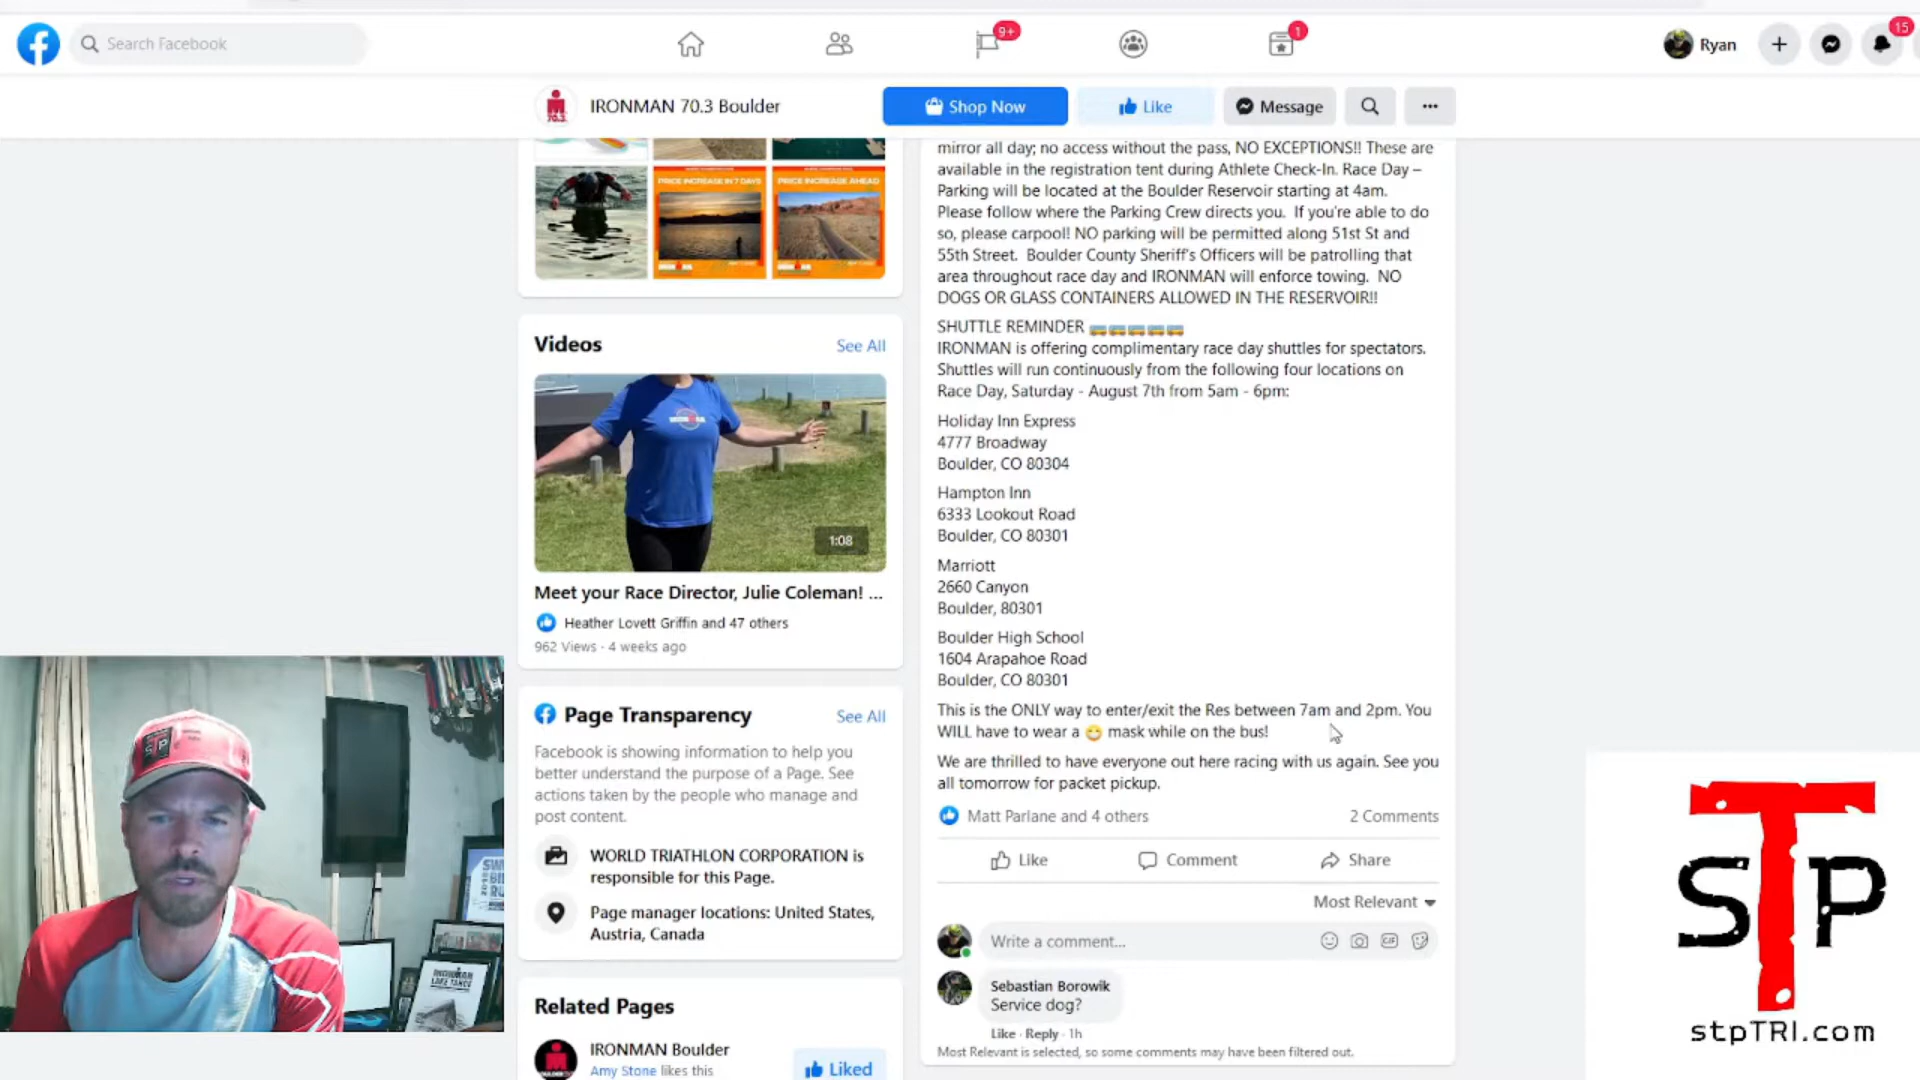 Search Facebook
9+
1
Ryan
15
IRONMAN 70.3 Boulder
Shop Now
Like
Message
PRICE INCREASE IN 7 DAYS
PRICE INCREASE AHEAD
Videos
See All
1:08
Meet your Race Director, Julie Coleman! ...
Heather Lovett Griffin and 47 others
962 Views · 4 weeks ago
Page Transparency
See All
Facebook is showing information to help you
better understand the purpose of a Page. See
actions taken by the people who manage and
post content.
WORLD TRIATHLON CORPORATION is
responsible for this Page.
Page manager locations: United States,
Austria, Canada
Related Pages
IRONMAN Boulder
Amy Stone likes this
Liked
mirror all day; no access without the pass, NO EXCEPTIONS!! These are
available in the registration tent during Athlete Check-In. Race Day –
Parking will be located at the Boulder Reservoir starting at 4am.
Please follow where the Parking Crew directs you.  If you're able to do
so, please carpool! NO parking will be permitted along 51st St and
55th Street.  Boulder County Sheriff's Officers will be patrolling that
area throughout race day and IRONMAN will enforce towing.  NO
DOGS OR GLASS CONTAINERS ALLOWED IN THE RESERVOIR!!
SHUTTLE REMINDER 🚌🚌🚌🚌🚌
IRONMAN is offering complimentary race day shuttles for spectators.
Shuttles will run continuously from the following four locations on
Race Day, Saturday - August 7th from 5am - 6pm:
Holiday Inn Express
4777 Broadway
Boulder, CO 80304
Hampton Inn
6333 Lookout Road
Boulder, CO 80301
Marriott
2660 Canyon
Boulder, 80301
Boulder High School
1604 Arapahoe Road
Boulder, CO 80301
This is the ONLY way to enter/exit the Res between 7am and 2pm. You
WILL have to wear a 😷 mask while on the bus!
We are thrilled to have everyone out here racing with us again. See you
all tomorrow for packet pickup.
Matt Parlane and 4 others
2 Comments
Like
Comment
Share
Most Relevant
Write a comment...
GIF
Sebastian Borowik
Service dog?
Like · Reply · 1h
Most Relevant is selected, so some comments may have been filtered out.
STP
stpTRI.com
IRONMAN
LAKE TAHOE